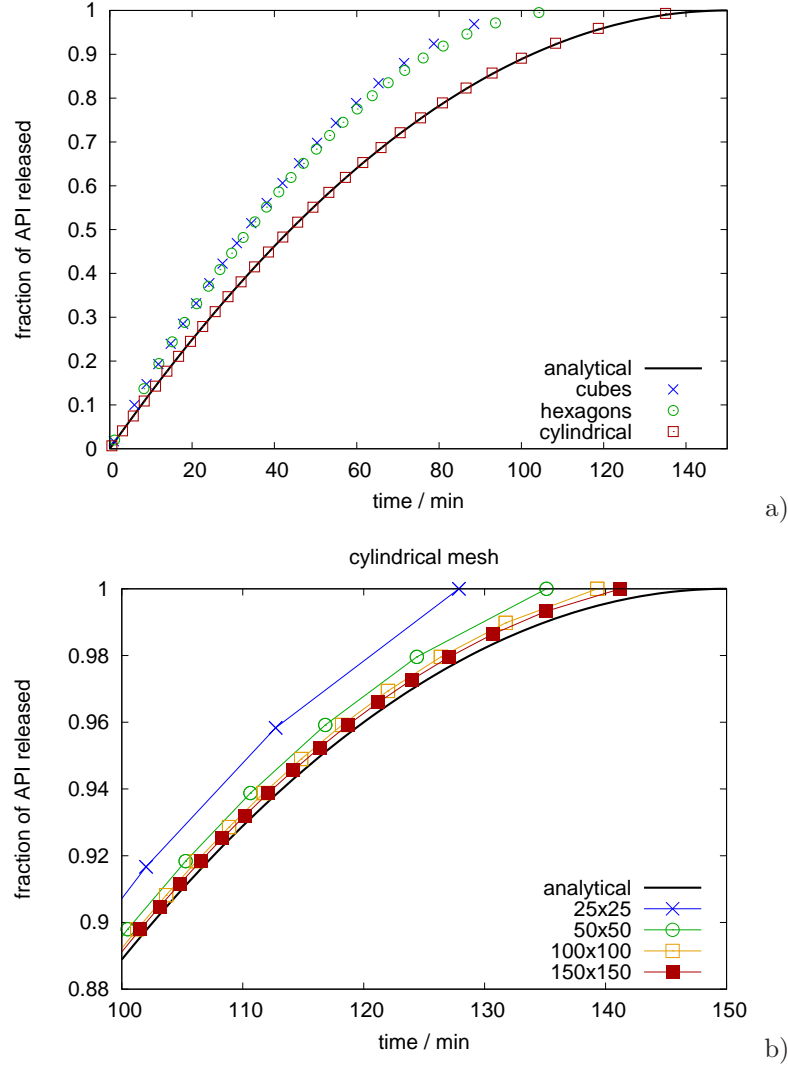 1
0.9
0.8
0.7
0.6
0.5
0.4
0.3
0.2
0.1
0
fraction of API released
analytical
cubes
hexagons
cylindrical
0 20 40 60 80 100 120 140
time / min
a)
cylindrical mesh
1
0.98
0.96
0.94
0.92
0.9
0.88
fraction of API released
analytical
25x25
50x50
100x100
150x150
100 110 120 130 140 150
time / min
b)